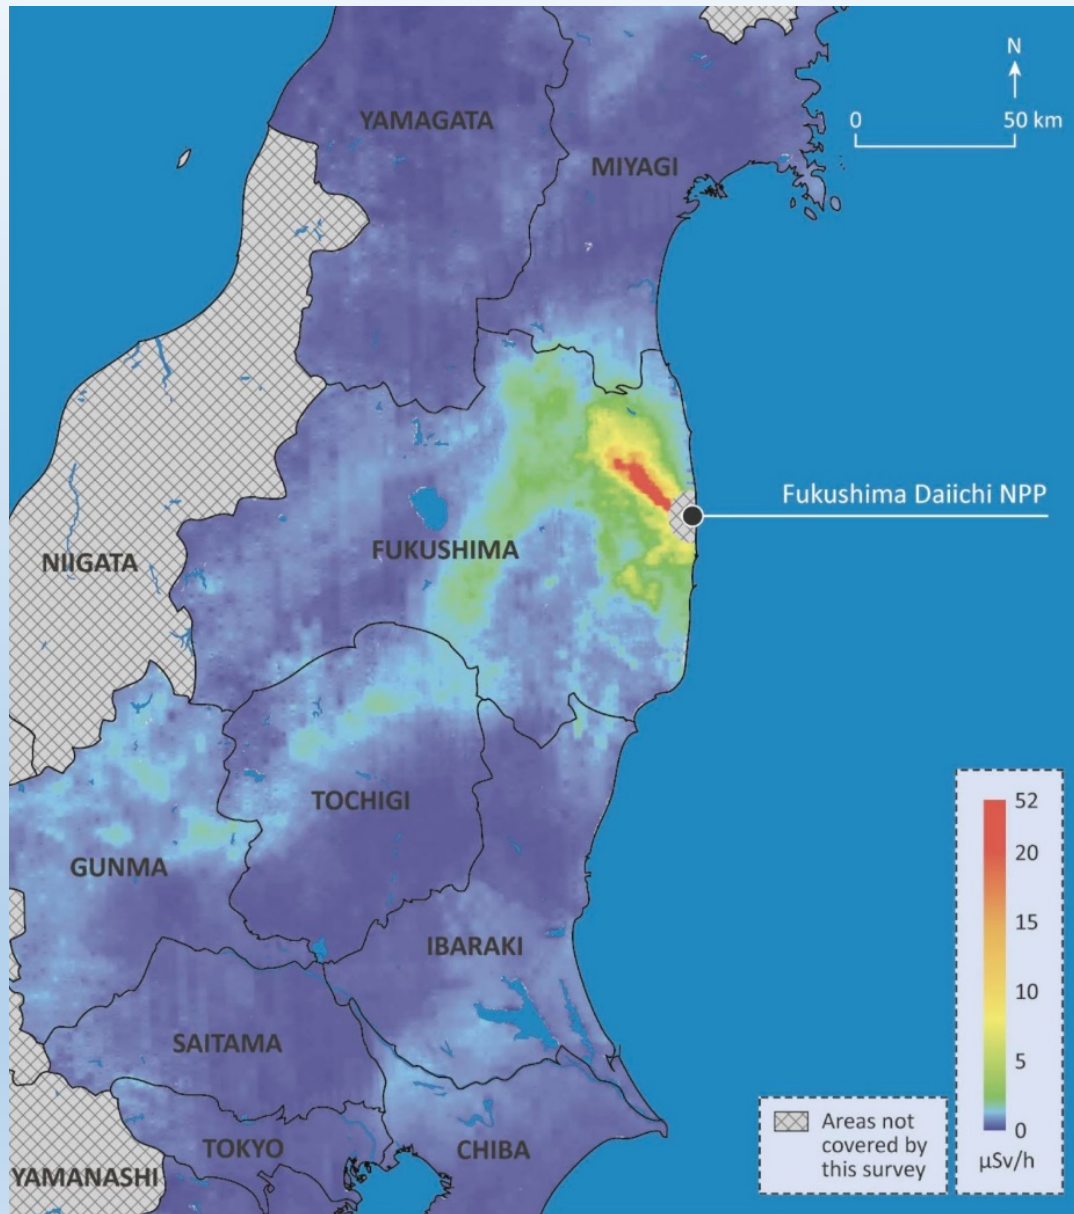 N
0 50 km
YAMAGATA
MIYAGI
Fukushima Daiichi NPP
FUKUSHIMA
NIIGATA
TOCHIGI
GUNMA
IBARAKI
SAITAMA
TOKYO
CHIBA
YAMANASHI
52
20
15
10
5
0
µSv/h
Areas not
covered by
this survey